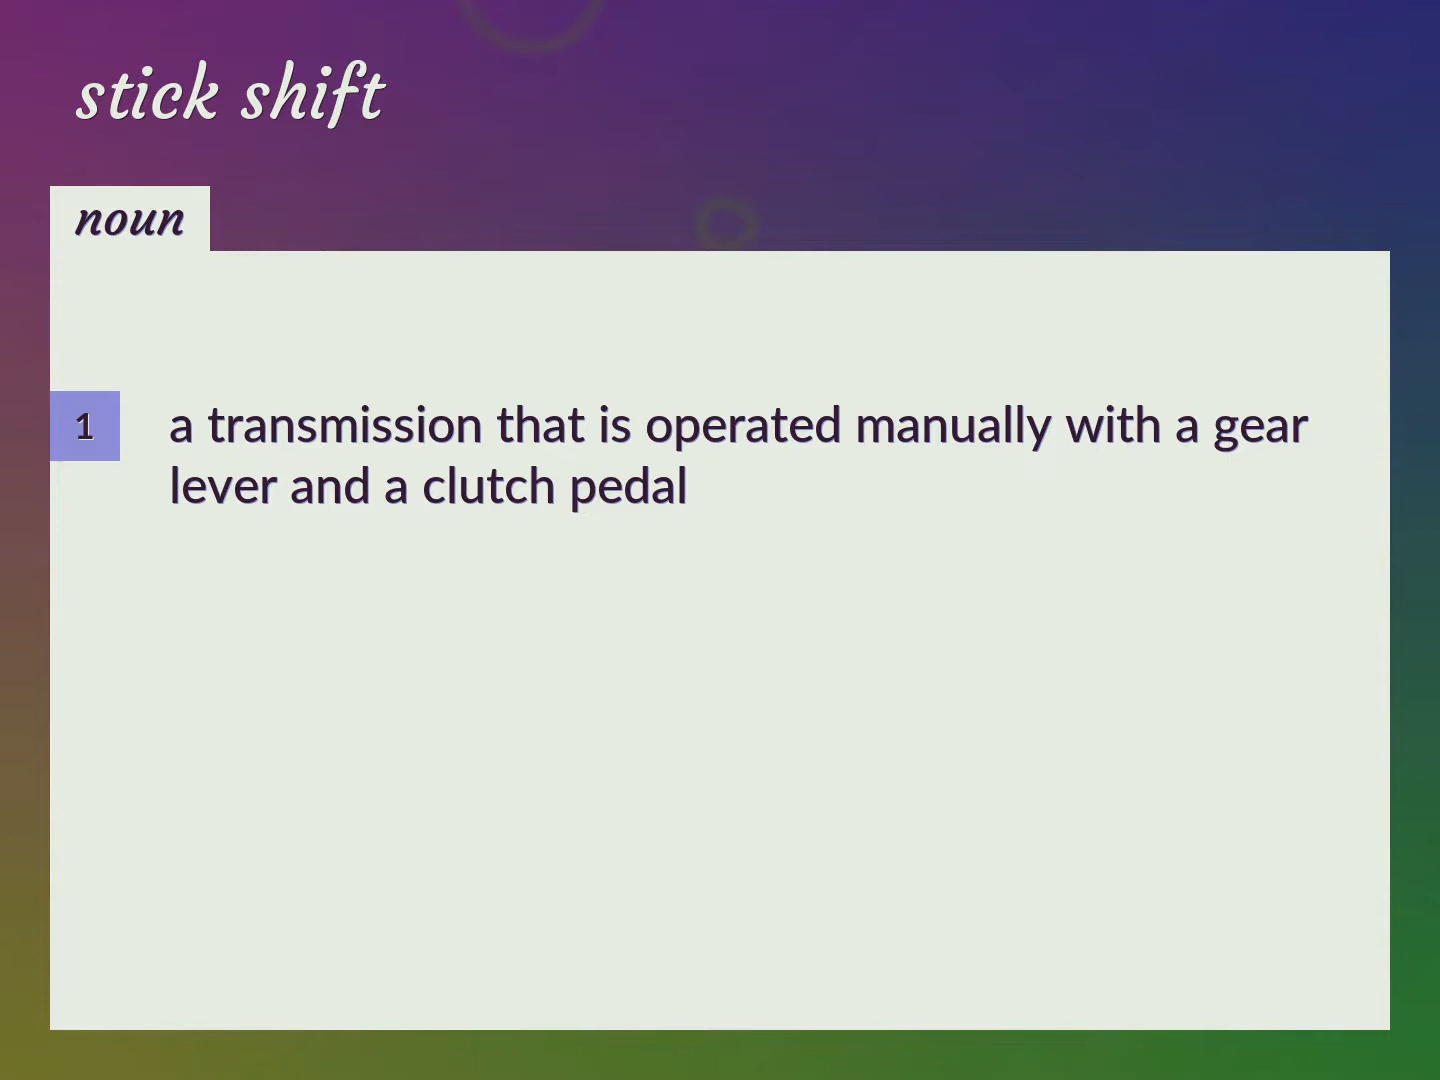 stick shift
noun
1
a transmission that is operated manually with a gear
lever and a clutch pedal